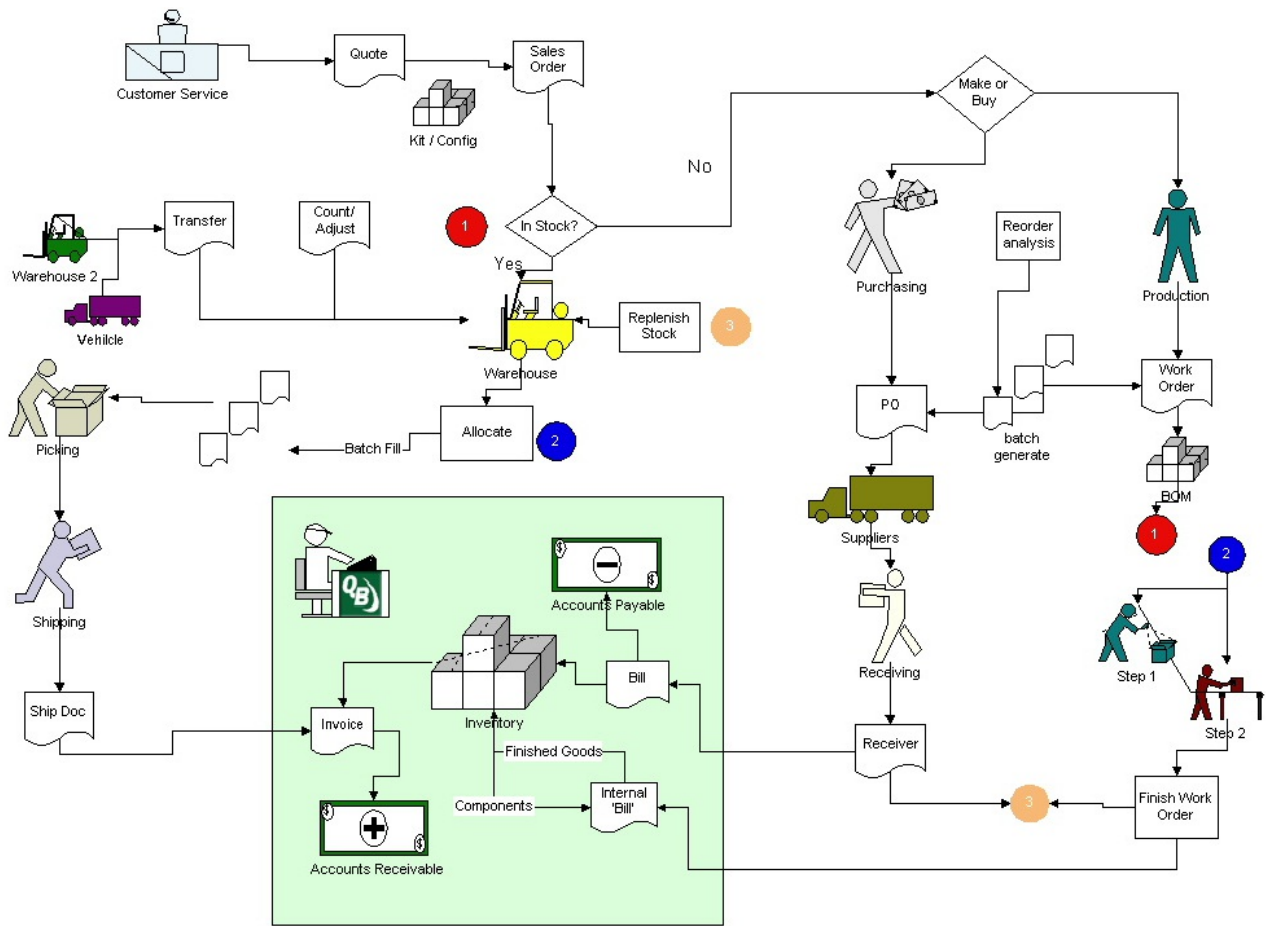 Customer Service
Quote
Sales
Order
Kit / Config
Make or
Buy
No
1
In Stock?
Yes
Warehouse 2
Vehilcle
Transfer
Count/
Adjust
Replenish
Stock
3
Warehouse
Purchasing
Reorder
analysis
Production
Picking
Batch Fill
Allocate
2
PO
batch
generate
Work
Order
BOM
1
Suppliers
2
Shipping
QB
Accounts Payable
$
$
Receiving
Step 1
Step 2
Ship Doc
Invoice
Inventory
Bill
Receiver
Finished Goods
Components
Internal
'Bill'
3
Finish Work
Order
$
$
Accounts Receivable